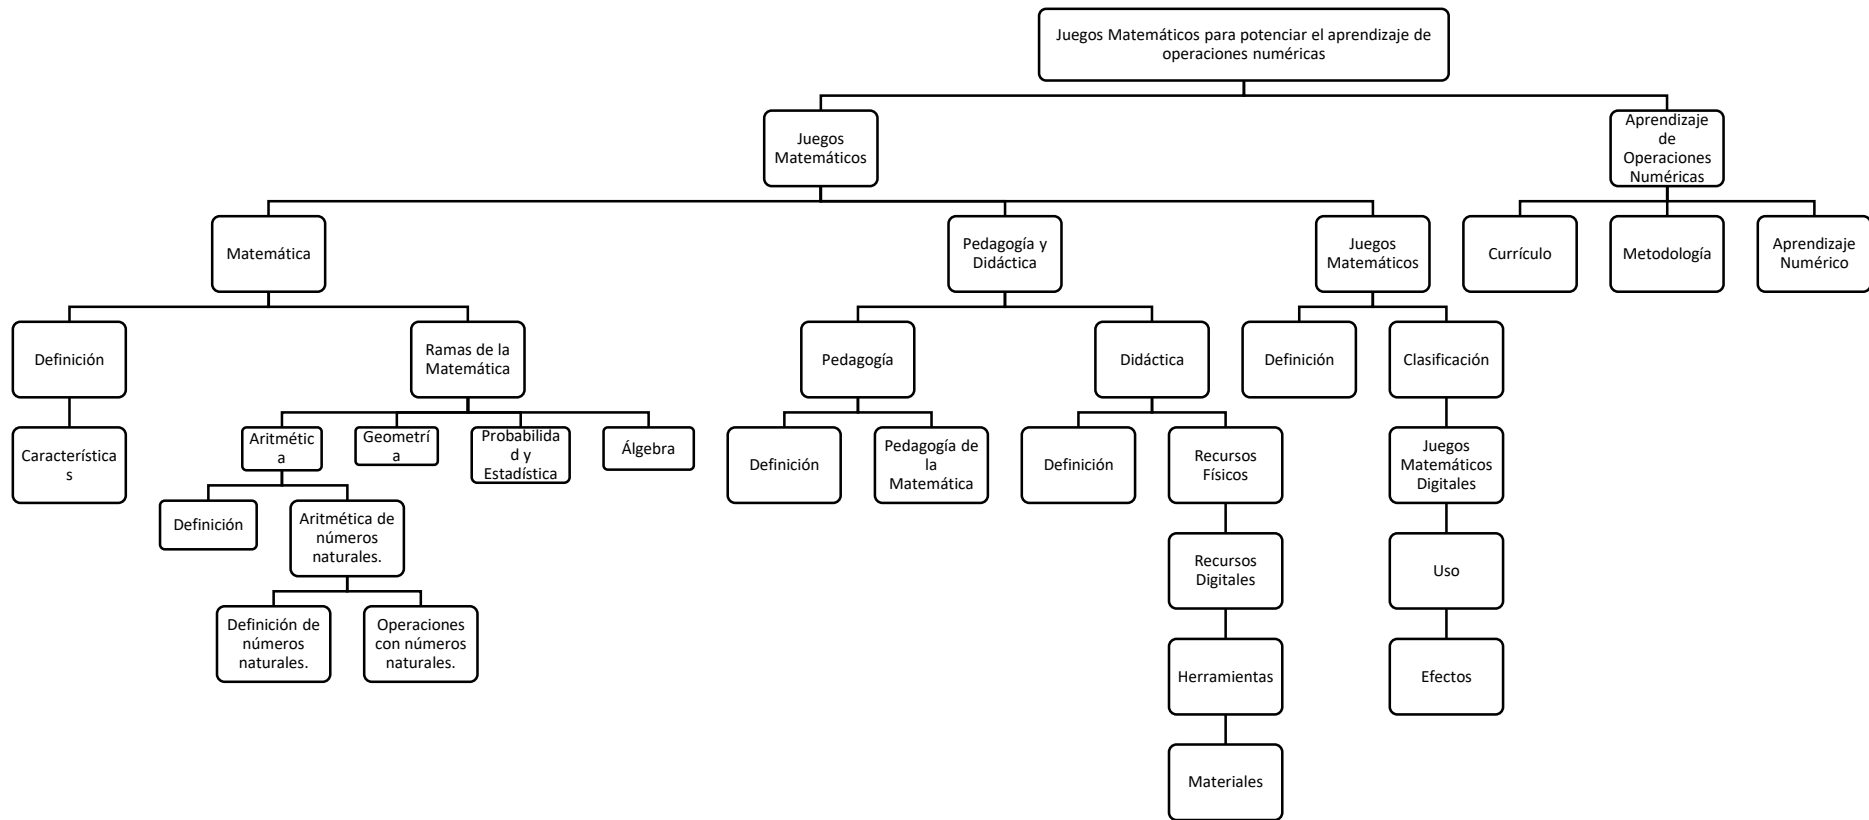 Juegos Matemáticos para potenciar el aprendizaje de
operaciones numéricas
Juegos
Matemáticos
Aprendizaje
de
Operaciones
Numéricas
Matemática
Pedagogía y
Didáctica
Juegos
Matemáticos
Currículo
Metodología
Aprendizaje
Numérico
Definición
Ramas de la
Matemática
Pedagogía
Didáctica
Definición
Clasificación
Característica
s
Aritmétic
a
Geometrí
a
Probabilida
d y
Estadística
Álgebra
Definición
Pedagogía de
la
Matemática
Definición
Recursos
Físicos
Juegos
Matemáticos
Digitales
Definición
Aritmética de
números
naturales.
Recursos
Digitales
Uso
Definición de
números
naturales.
Operaciones
con números
naturales.
Herramientas
Efectos
Materiales